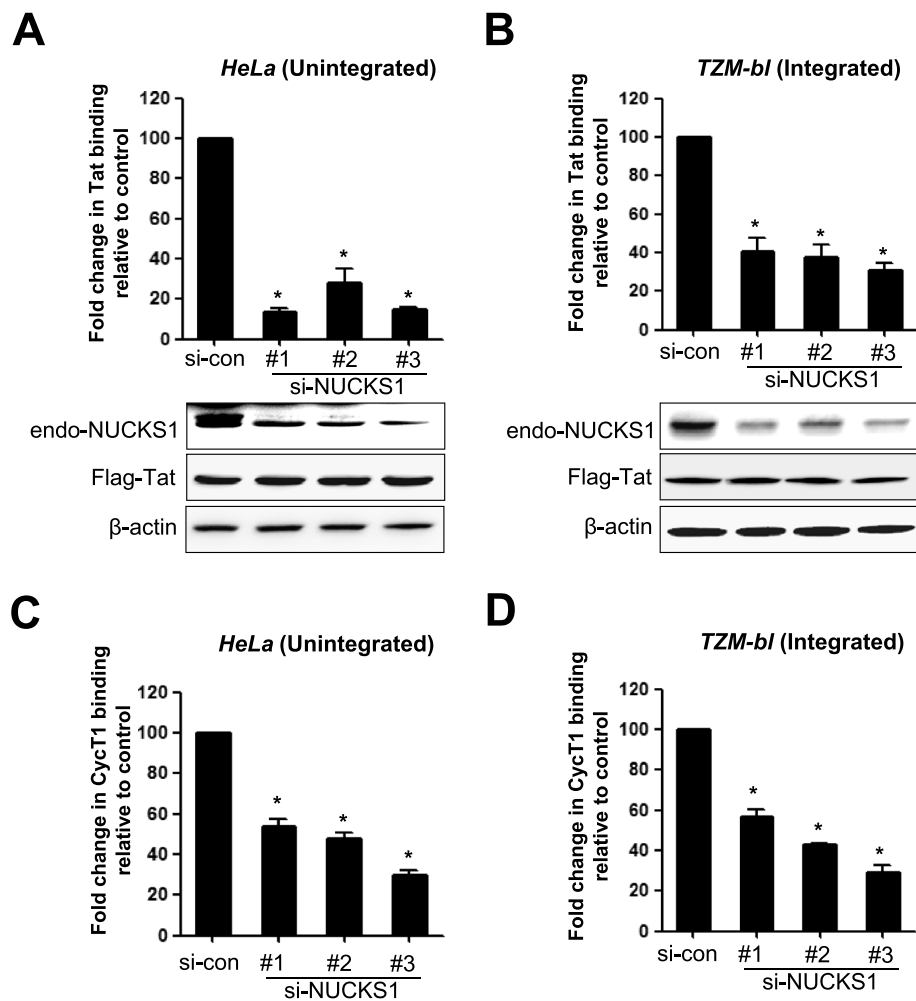 A
HeLa (Unintegrated)
Fold change in Tat binding
relative to control
120
100
80
60
40
20
0
*
*
*
si-con
#1
#2
#3
si-NUCKS1
endo-NUCKS1
Flag-Tat
β-actin
B
TZM-bl (Integrated)
Fold change in Tat binding
relative to control
120
100
80
60
40
20
0
*
*
*
si-con
#1
#2
#3
si-NUCKS1
endo-NUCKS1
Flag-Tat
β-actin
C
HeLa (Unintegrated)
Fold change in CycT1 binding
relative to control
120
100
80
60
40
20
0
*
*
*
si-con
#1
#2
#3
si-NUCKS1
D
TZM-bl (Integrated)
Fold change in CycT1 binding
relative to control
120
100
80
60
40
20
0
*
*
*
si-con
#1
#2
#3
si-NUCKS1